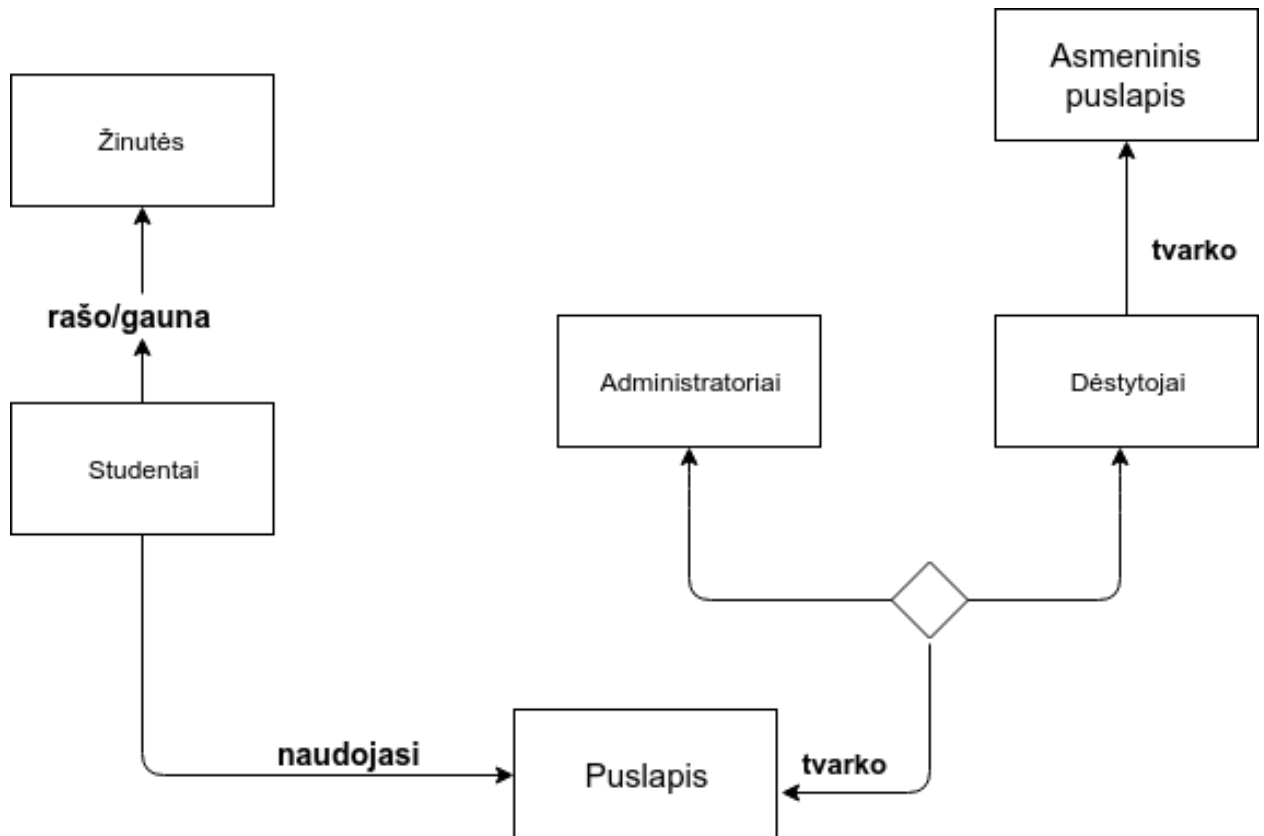 Asmeninis
puslapis
Žinutės
tvarko
rašo/gauna
Administratoriai
Dėstytojai
Studentai
naudojasi
Puslapis
tvarko